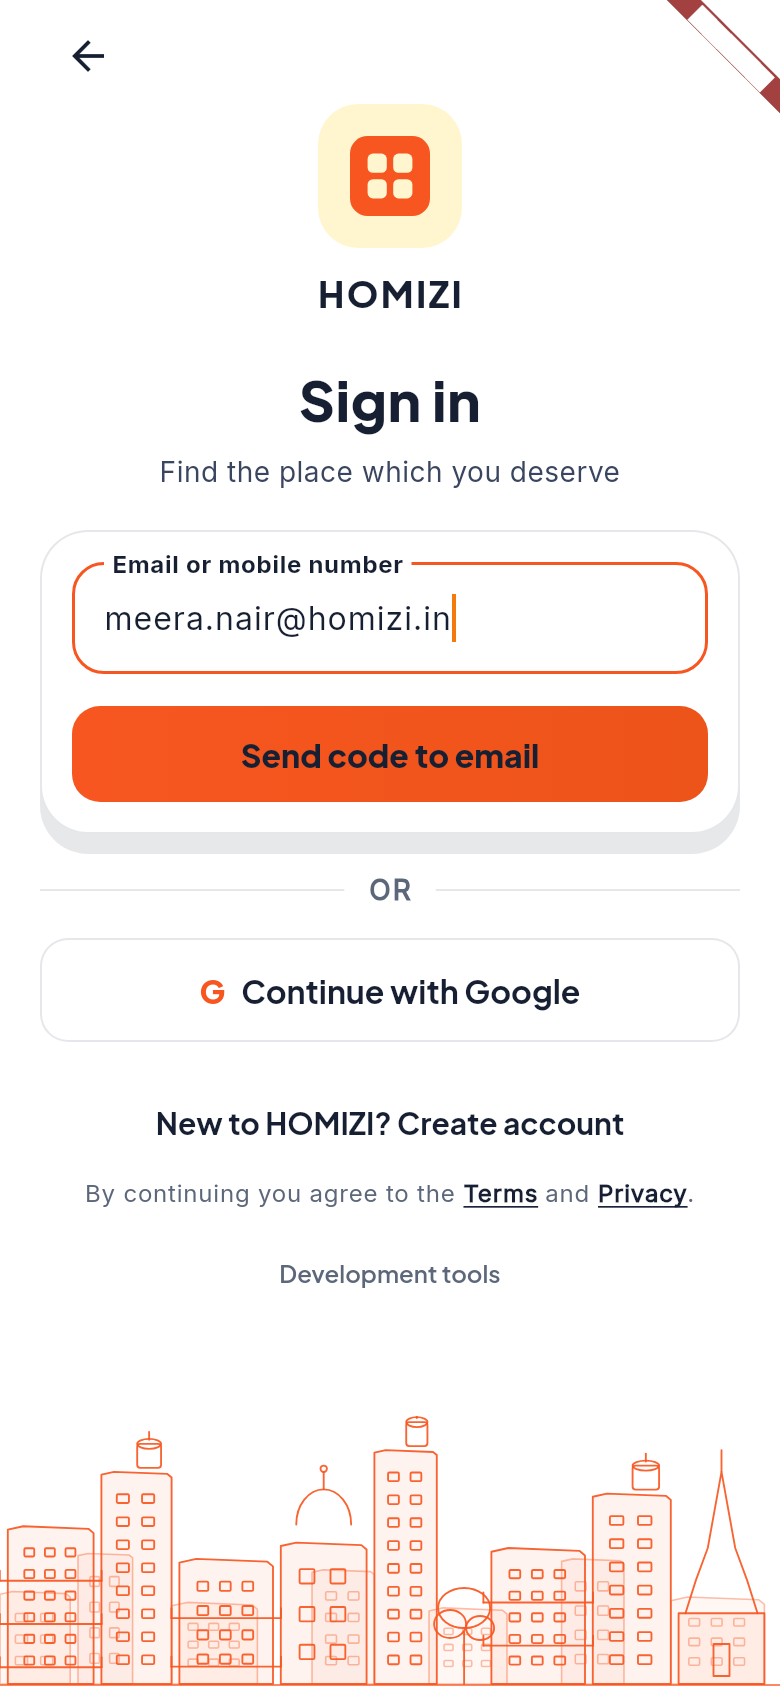 HOMIZI
Sign in
Find the place which you deserve
Email or mobile number
meera.nair@homizi.in
Send code to email
OR
G Continue with Google
New to HOMIZI? Create account
By continuing you agree to the Terms and Privacy.
Development tools